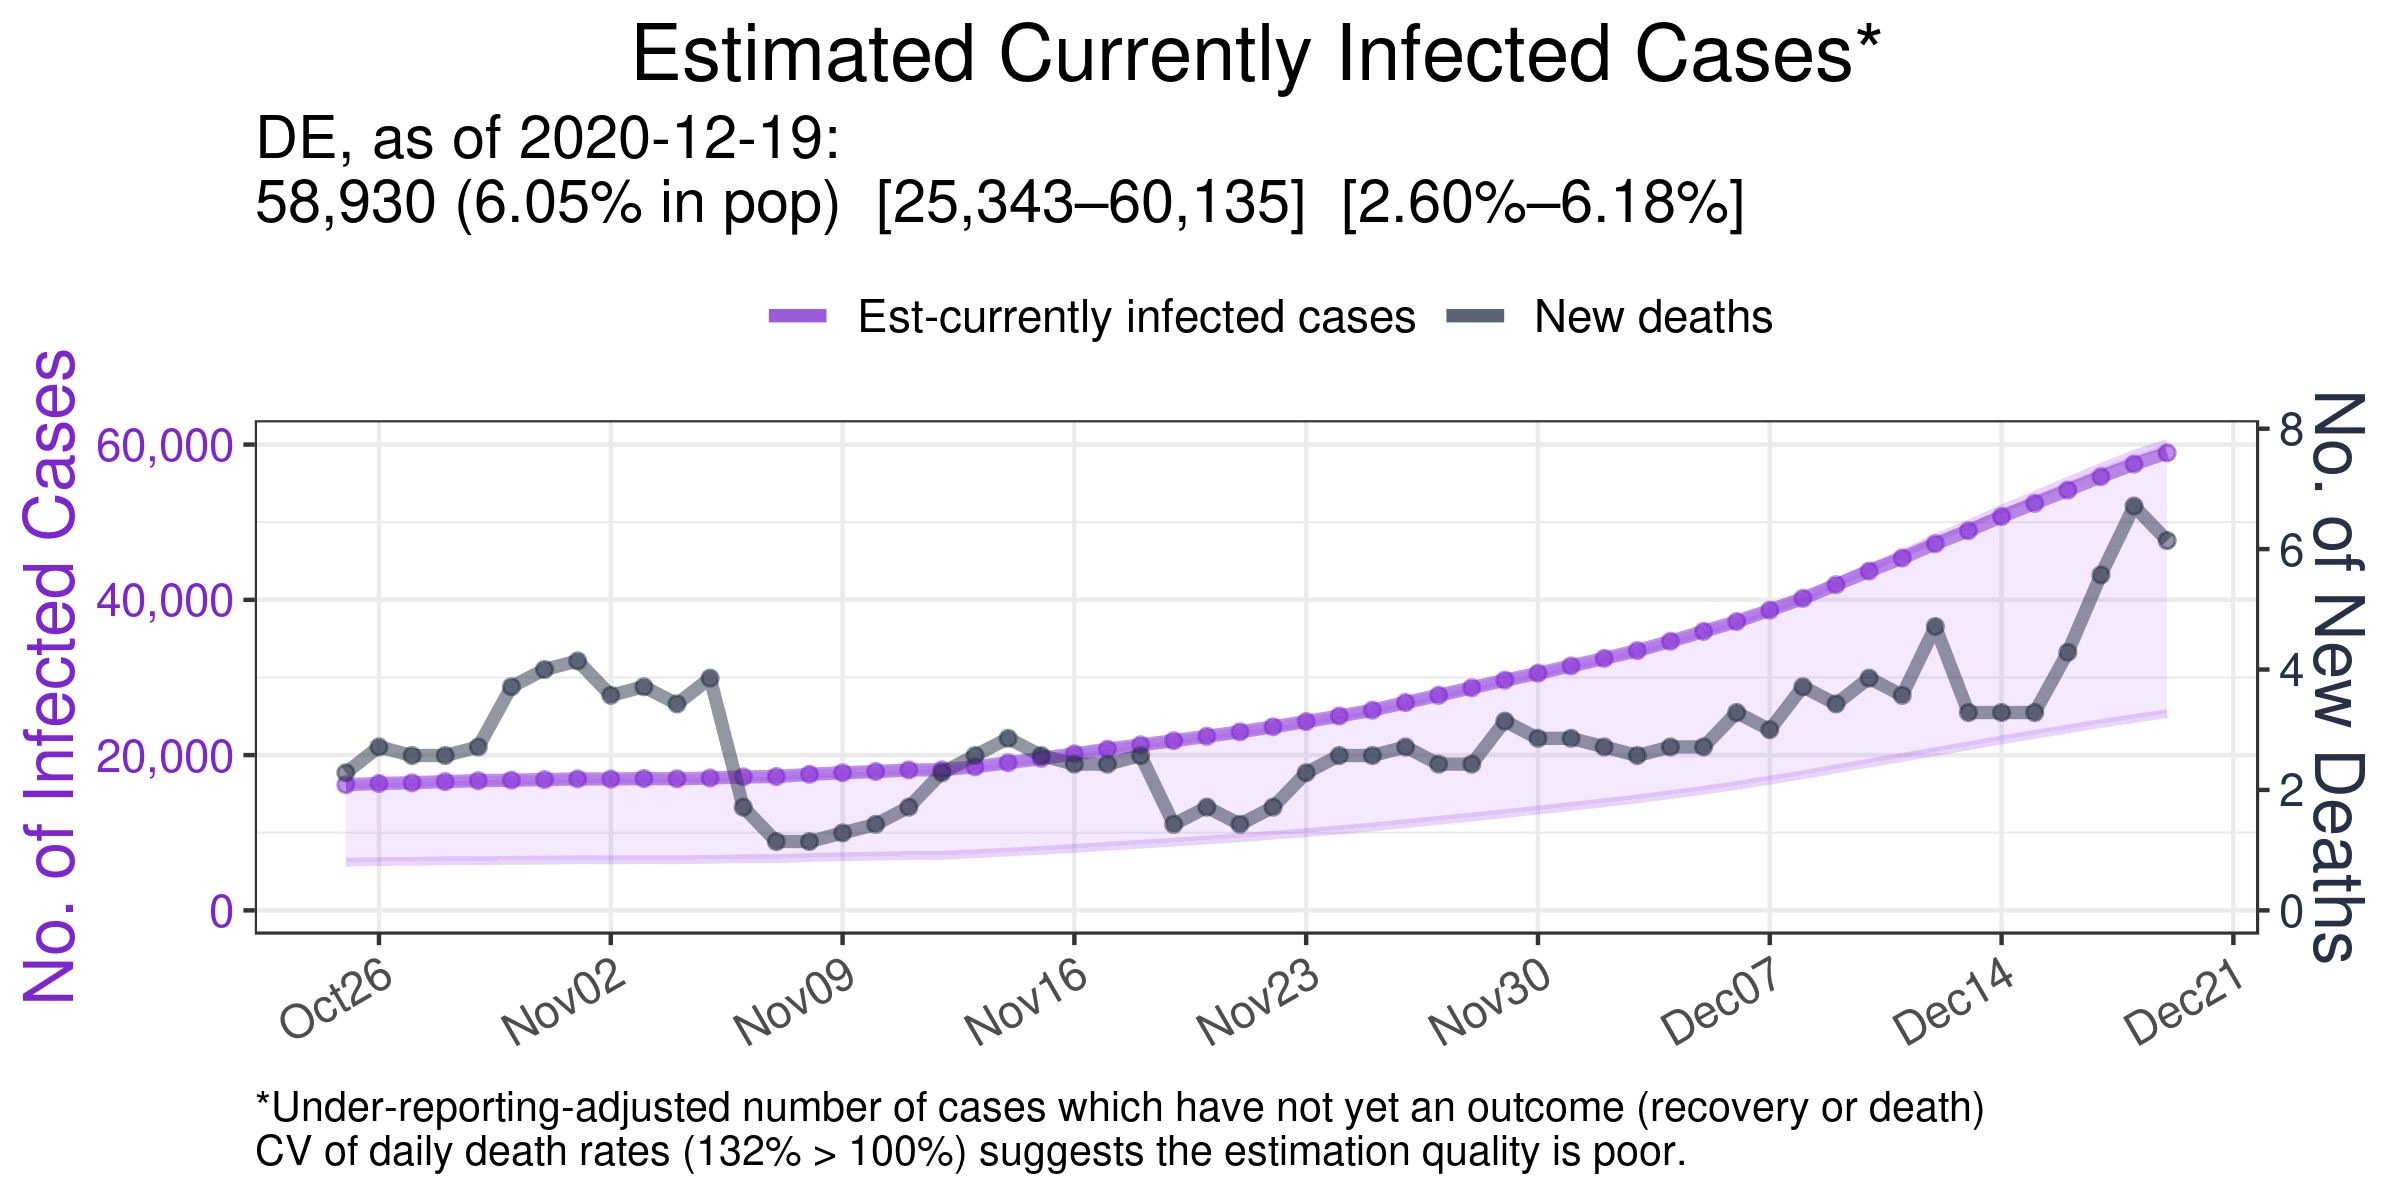 Estimated Currently Infected Cases*
DE, as of 2020-12-19:
58,930 (6.05% in pop)  [25,343–60,135]  [2.60%–6.18%]
Est-currently infected cases
New deaths
No. of Infected Cases
60,000
40,000
20,000
0
8
6
4
2
0
No. of New Deaths
Oct26
Nov02
Nov09
Nov16
Nov23
Nov30
Dec07
Dec14
Dec21
*Under-reporting-adjusted number of cases which have not yet an outcome (recovery or death)
CV of daily death rates (132% > 100%) suggests the estimation quality is poor.